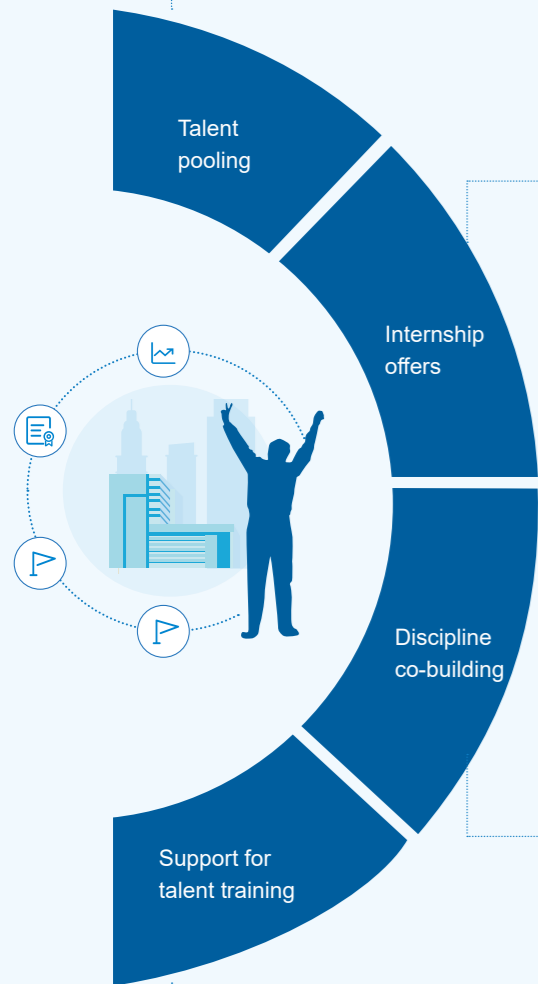 Talent
pooling
Internship
offers
Discipline
co-building
Support for
talent training